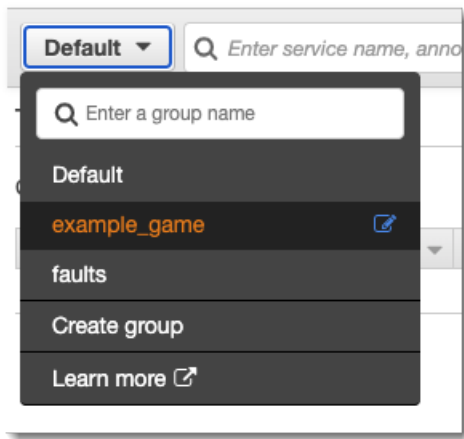 Default
Enter service name, anno
Enter a group name
Default
example_game
faults
Create group
Learn more